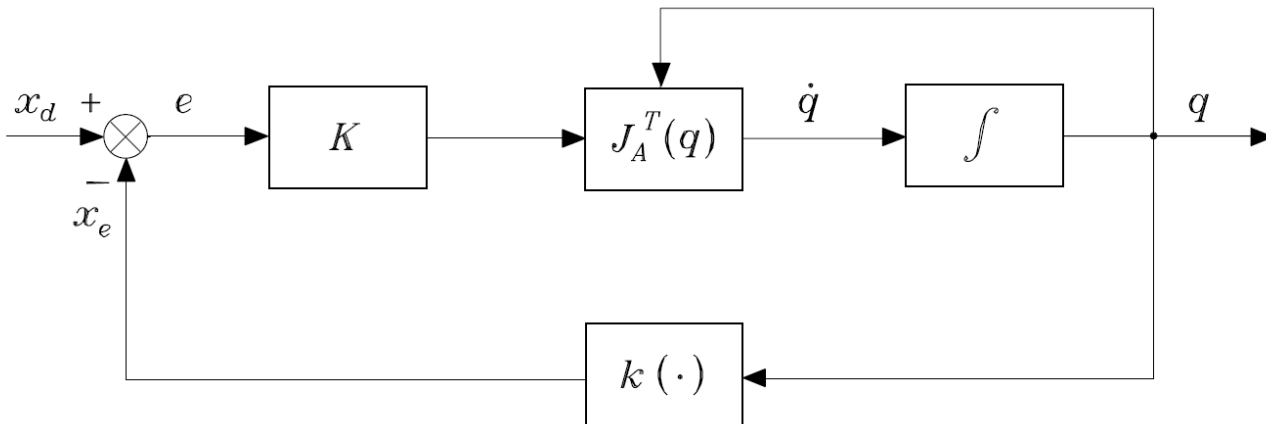 x_d + e K J_A^T(q) q̇ ∫ q
−
x_e
k (·)